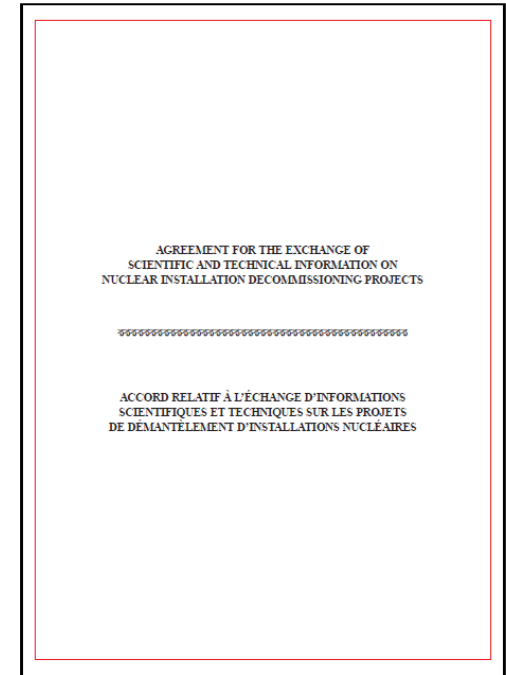 AGREEMENT FOR THE EXCHANGE OF
SCIENTIFIC AND TECHNICAL INFORMATION ON
NUCLEAR INSTALLATION DECOMMISSIONING PROJECTS
ACCORD RELATIF À L'ÉCHANGE D'INFORMATIONS
SCIENTIFIQUES ET TECHNIQUES SUR LES PROJETS
DE DÉMANTÈLEMENT D'INSTALLATIONS NUCLÉAIRES